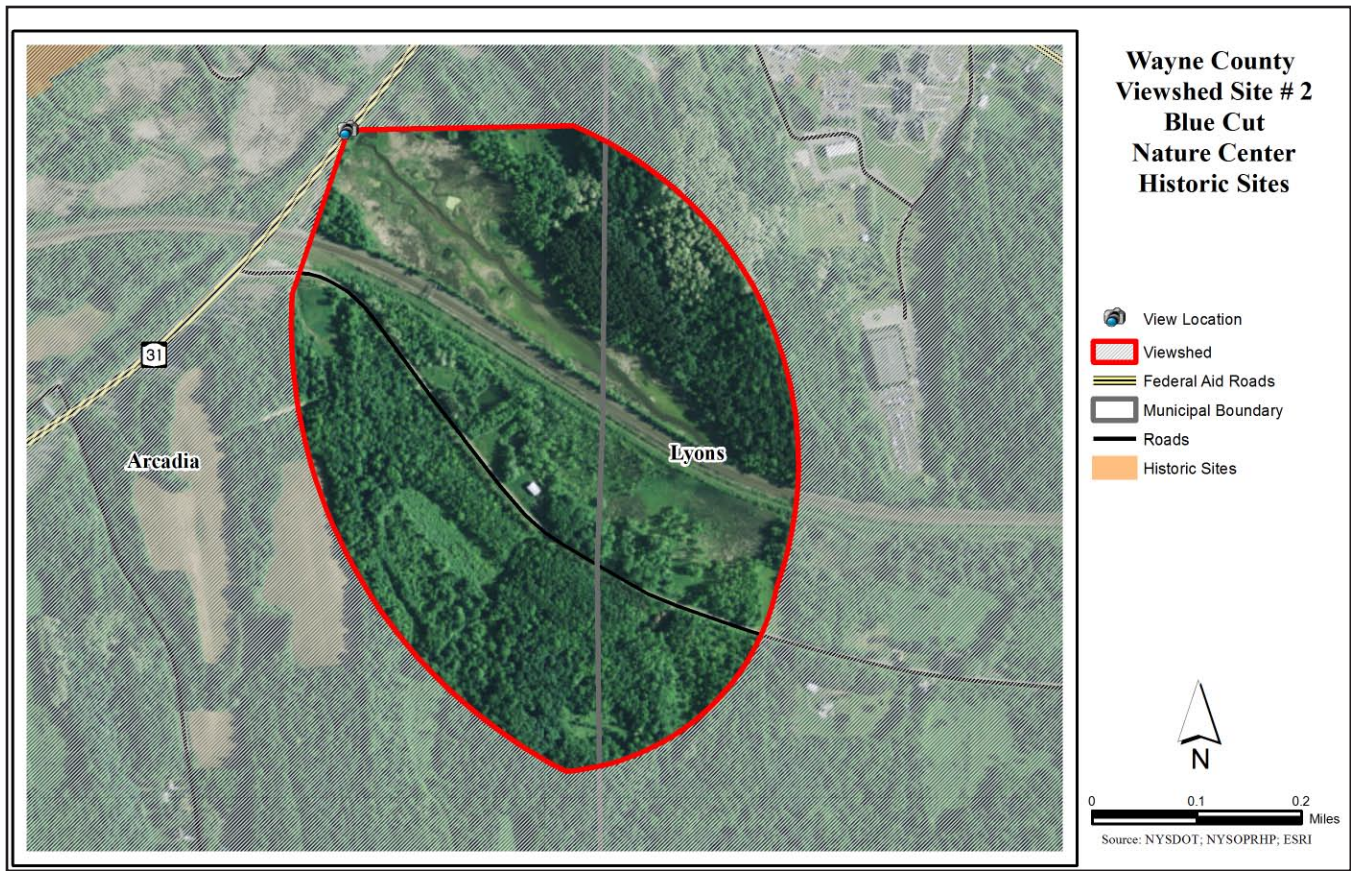 Wayne County
Viewshed Site # 2
Blue Cut
Nature Center
Historic Sites
View Location
Viewshed
Federal Aid Roads
Municipal Boundary
Roads
Historic Sites
31
Arcadia
Lyons
N
0 0.1 0.2
Miles
Source: NYSDOT; NYSOPRHP; ESRI